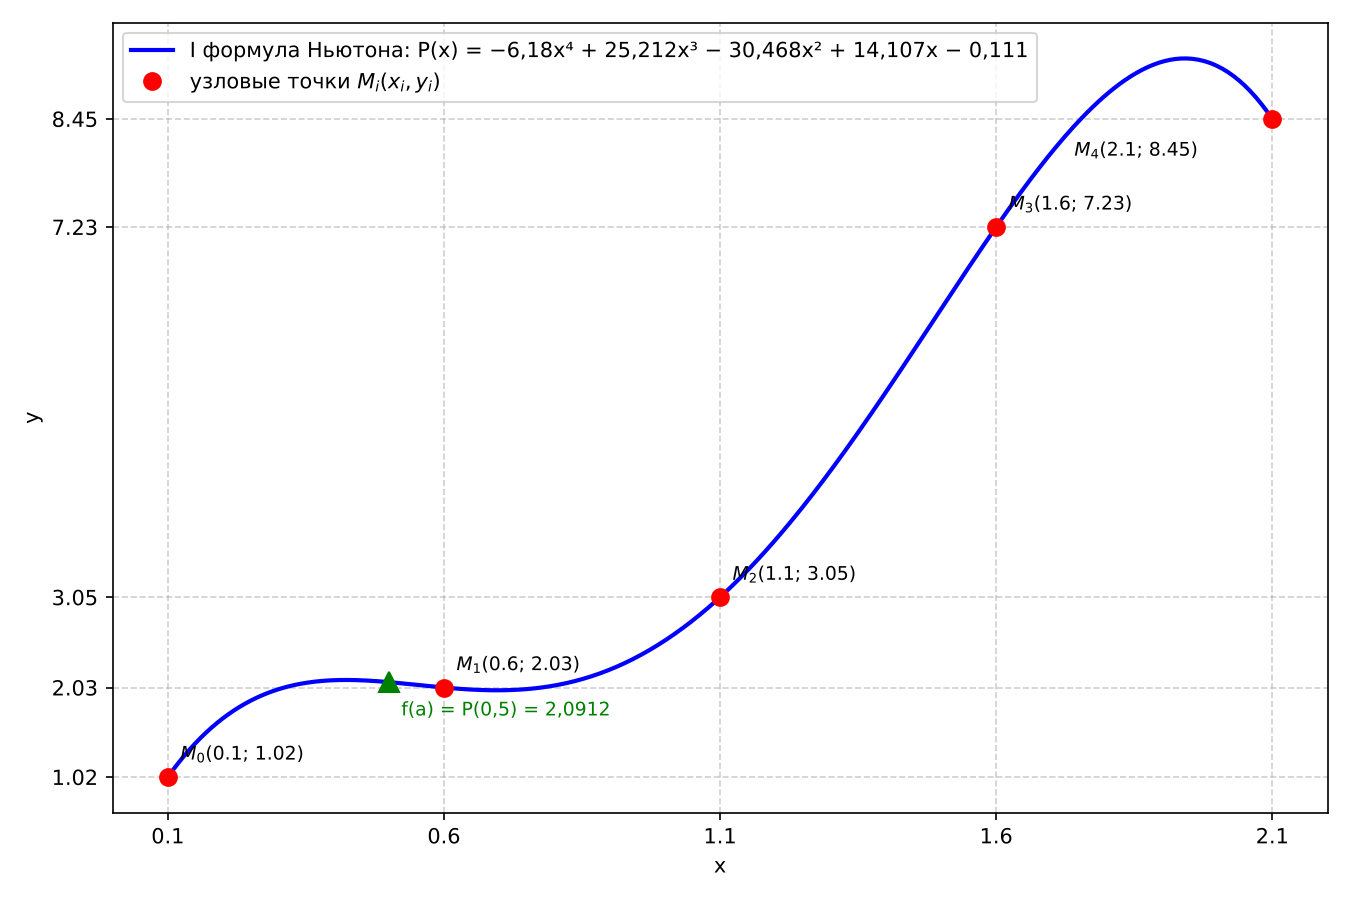 I формула Ньютона: P(x) = −6,18x⁴ + 25,212x³ − 30,468x² + 14,107x − 0,111
узловые точки Mᵢ(xᵢ, yᵢ)
8.45
M₄(2.1; 8.45)
M₃(1.6; 7.23)
7.23
y
M₂(1.1; 3.05)
3.05
M₁(0.6; 2.03)
2.03
f(a) = P(0,5) = 2,0912
M₀(0.1; 1.02)
1.02
0.1 0.6 1.1 1.6 2.1
x